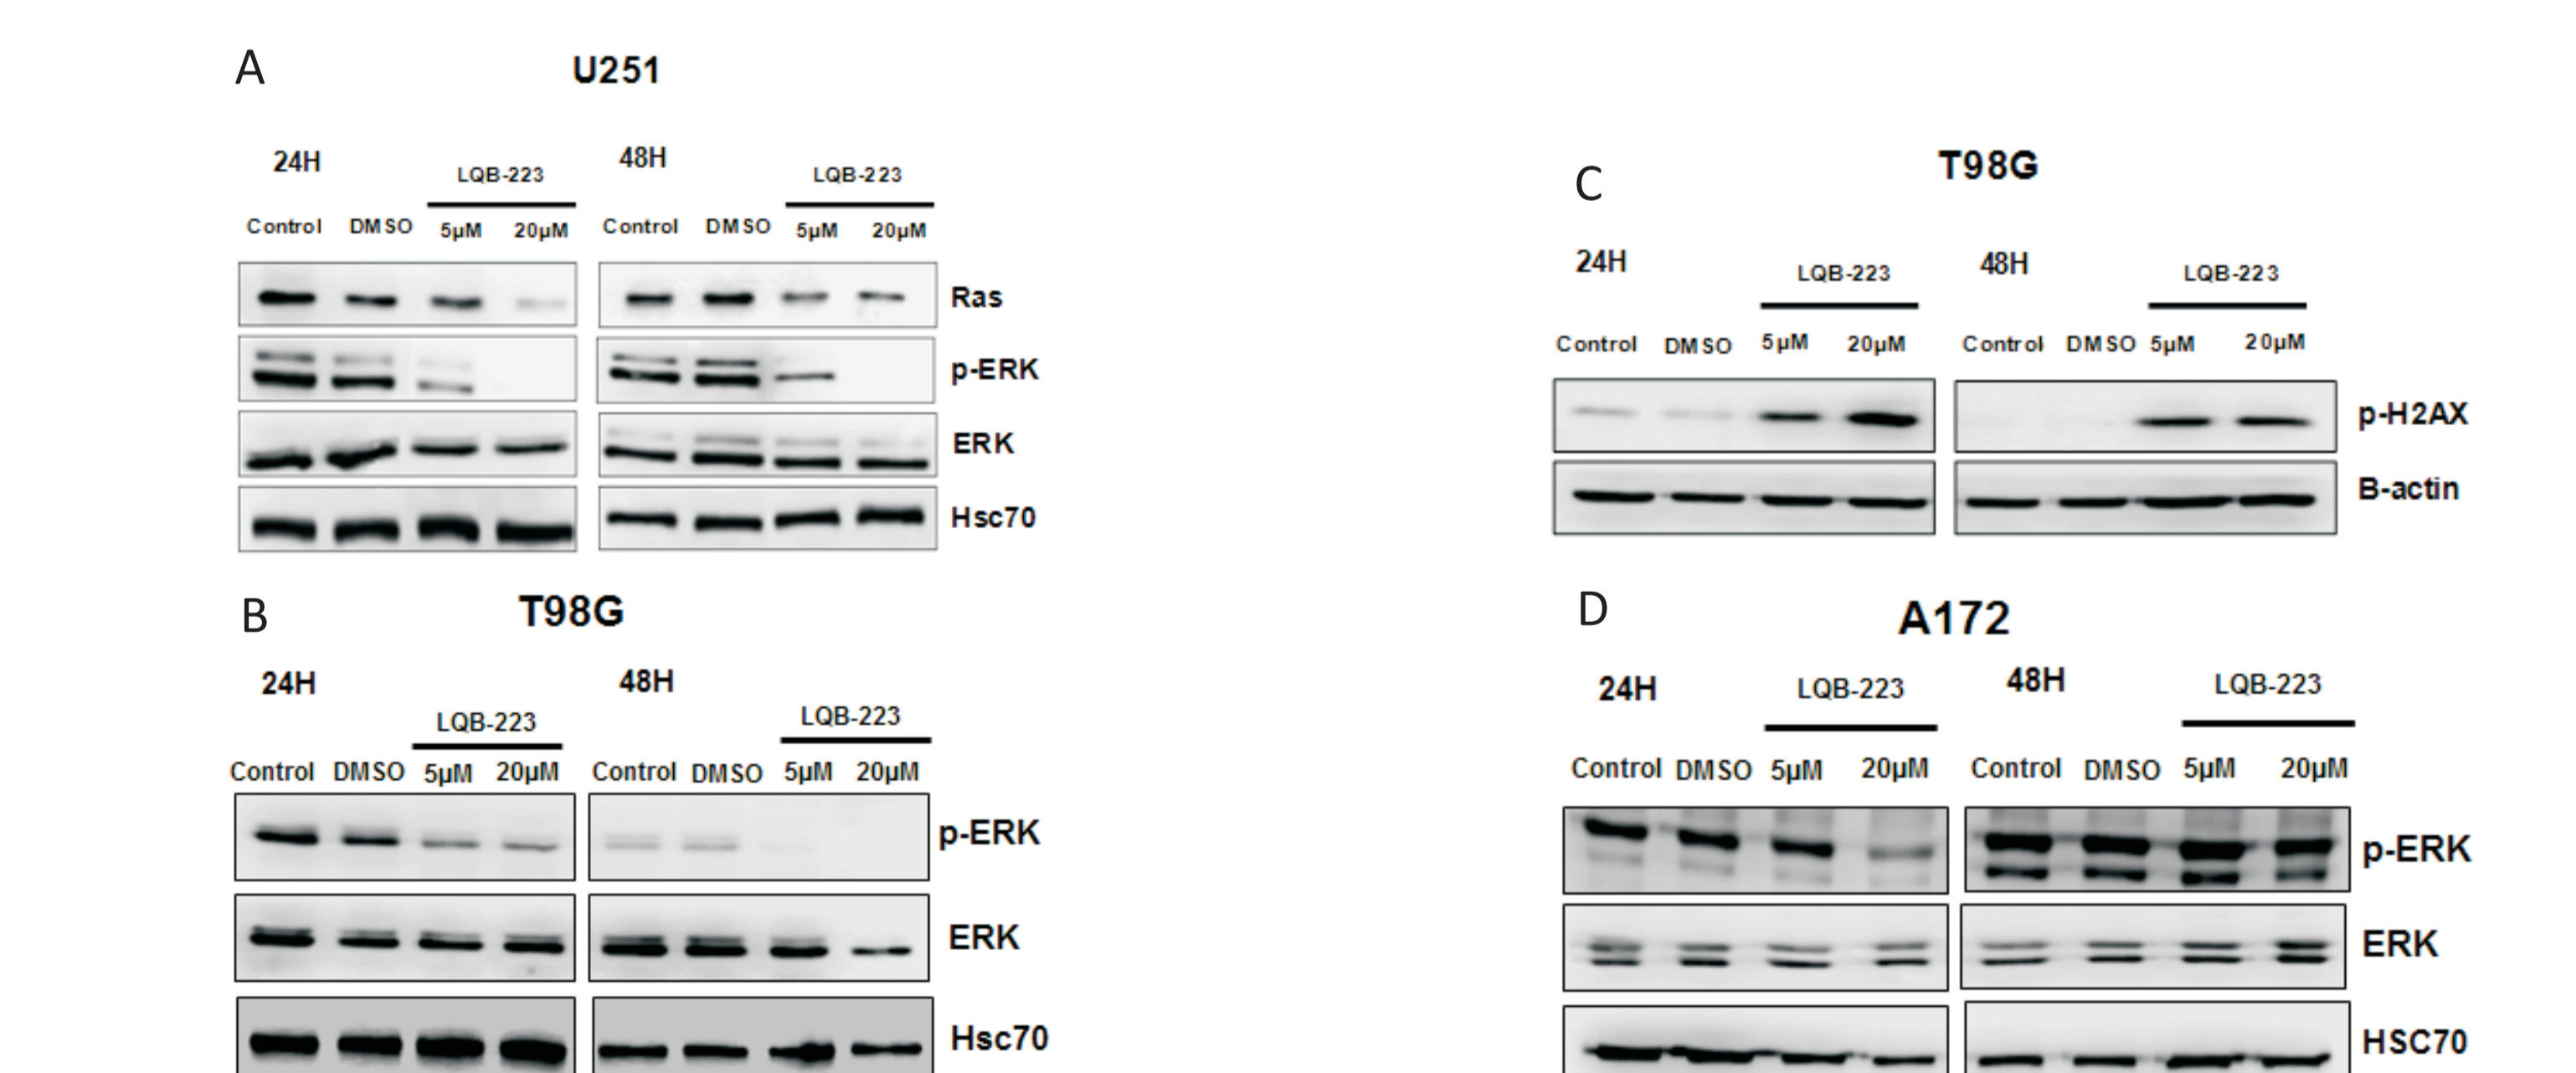 A
U251
24H
LQB-223
48H
LQB-223
Control DMSO 5µM 20µM
Control DMSO 5µM 20µM
Ras
p-ERK
ERK
Hsc70
B
T98G
24H
LQB-223
48H
LQB-223
Control DMSO 5µM 20µM
Control DMSO 5µM 20µM
p-ERK
ERK
Hsc70
C
T98G
24H
LQB-223
48H
LQB-223
Control DMSO 5µM 20µM
Control DMSO 5µM 20µM
p-H2AX
B-actin
D
A172
24H
LQB-223
48H
LQB-223
Control DMSO 5µM 20µM
Control DMSO 5µM 20µM
p-ERK
ERK
HSC70